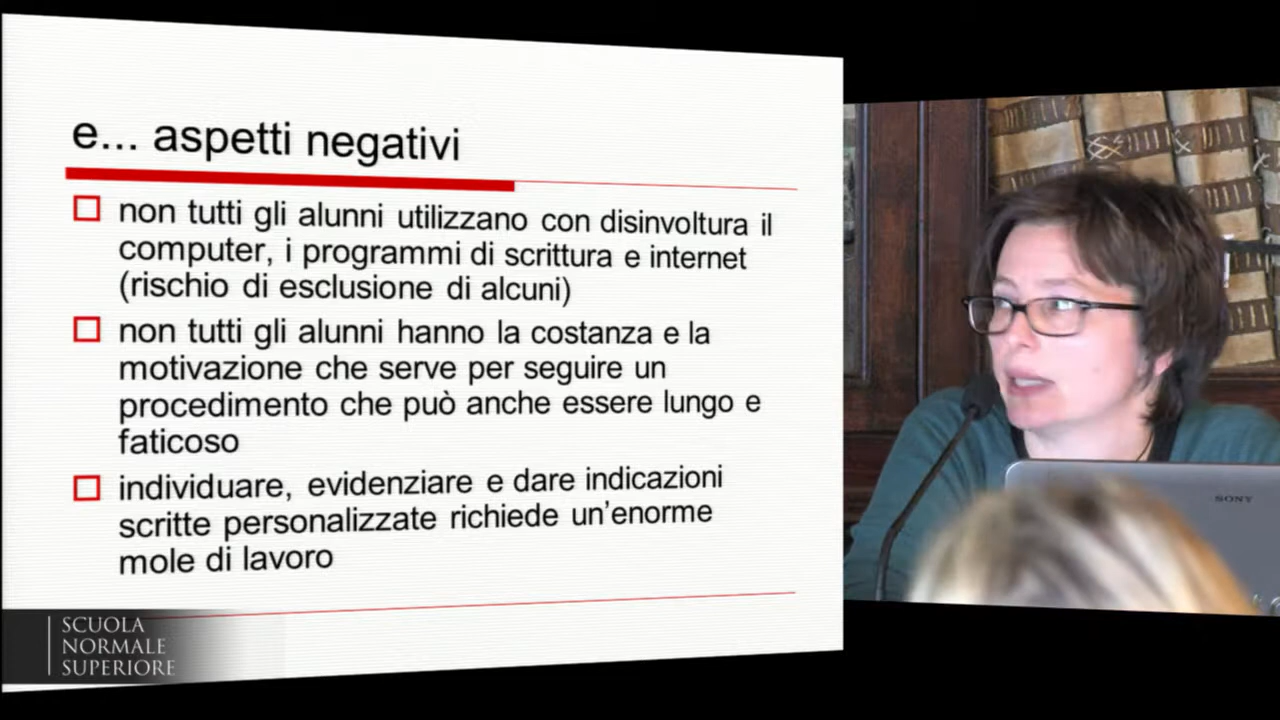 e... aspetti negativi
non tutti gli alunni utilizzano con disinvoltura il
computer, i programmi di scrittura e internet
(rischio di esclusione di alcuni)
non tutti gli alunni hanno la costanza e la
motivazione che serve per seguire un
procedimento che può anche essere lungo e
faticoso
individuare, evidenziare e dare indicazioni
scritte personalizzate richiede un'enorme
mole di lavoro
SCUOLA
NORMALE
SUPERIORE
SONY